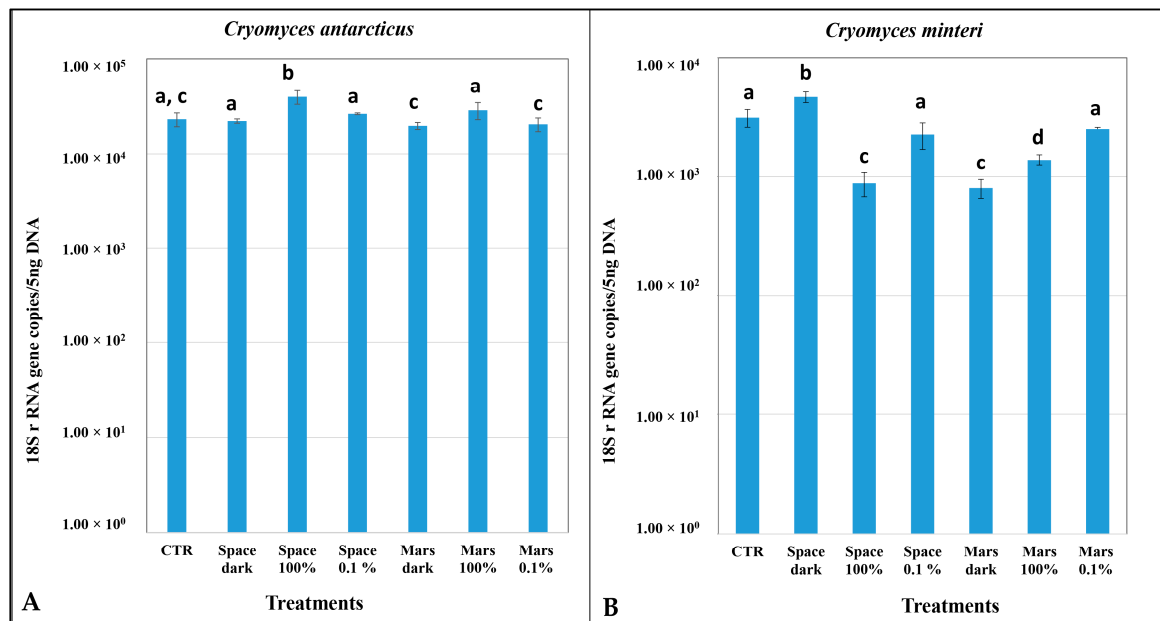 Cryomyces antarcticus
1.00 × 10⁵
1.00 × 10⁴
1.00 × 10³
1.00 × 10²
1.00 × 10¹
1.00 × 10⁰
18S r RNA gene copies/5ng DNA
a, c
a
b
a
c
a
c
CTR
Space dark
Space 100%
Space 0.1 %
Mars dark
Mars 100%
Mars 0.1%
Treatments
A
Cryomyces minteri
1.00 × 10⁴
1.00 × 10³
1.00 × 10²
1.00 × 10¹
1.00 × 10⁰
18S r RNA gene copies/5ng DNA
a
b
c
a
c
d
a
CTR
Space dark
Space 100%
Space 0.1 %
Mars dark
Mars 100%
Mars 0.1%
Treatments
B